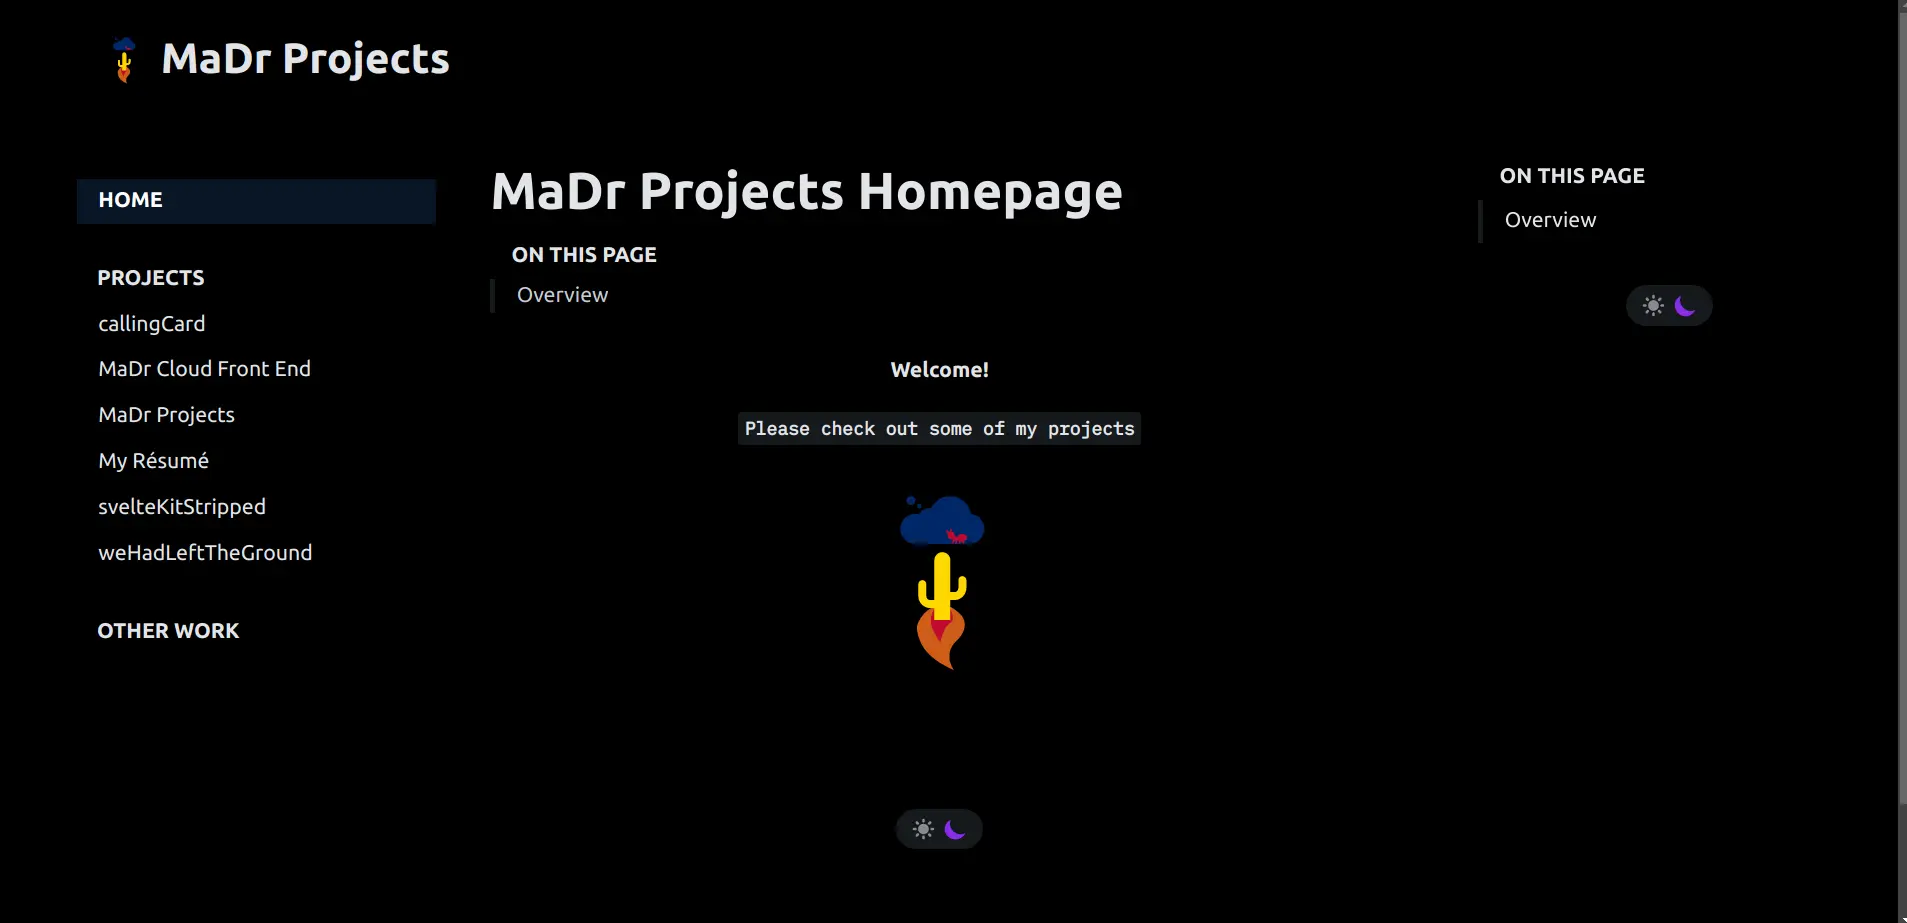 MaDr Projects
HOME
PROJECTS
callingCard
MaDr Cloud Front End
MaDr Projects
My Résumé
svelteKitStripped
weHadLeftTheGround
OTHER WORK
MaDr Projects Homepage
ON THIS PAGE
Overview
Welcome!
Please check out some of my projects
ON THIS PAGE
Overview